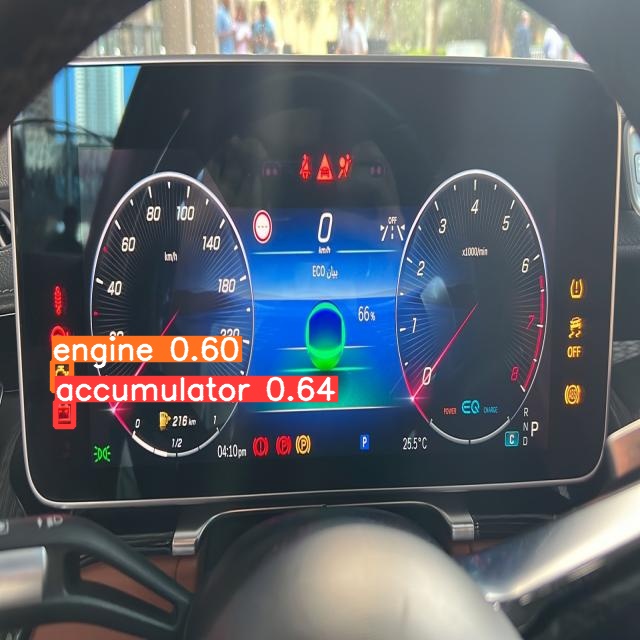 80 100
60 140
km/h
40 180
220
0
km/h
OFF
بيان ECO
66%
4
3 5
x1000/min
2 6
1 7
0 8
POWER EQ CHARGE
OFF
engine 0.60
accumulator 0.64
216 km
0 1
1/2
04:10pm
P
25.5°C
C
R
N
D
P